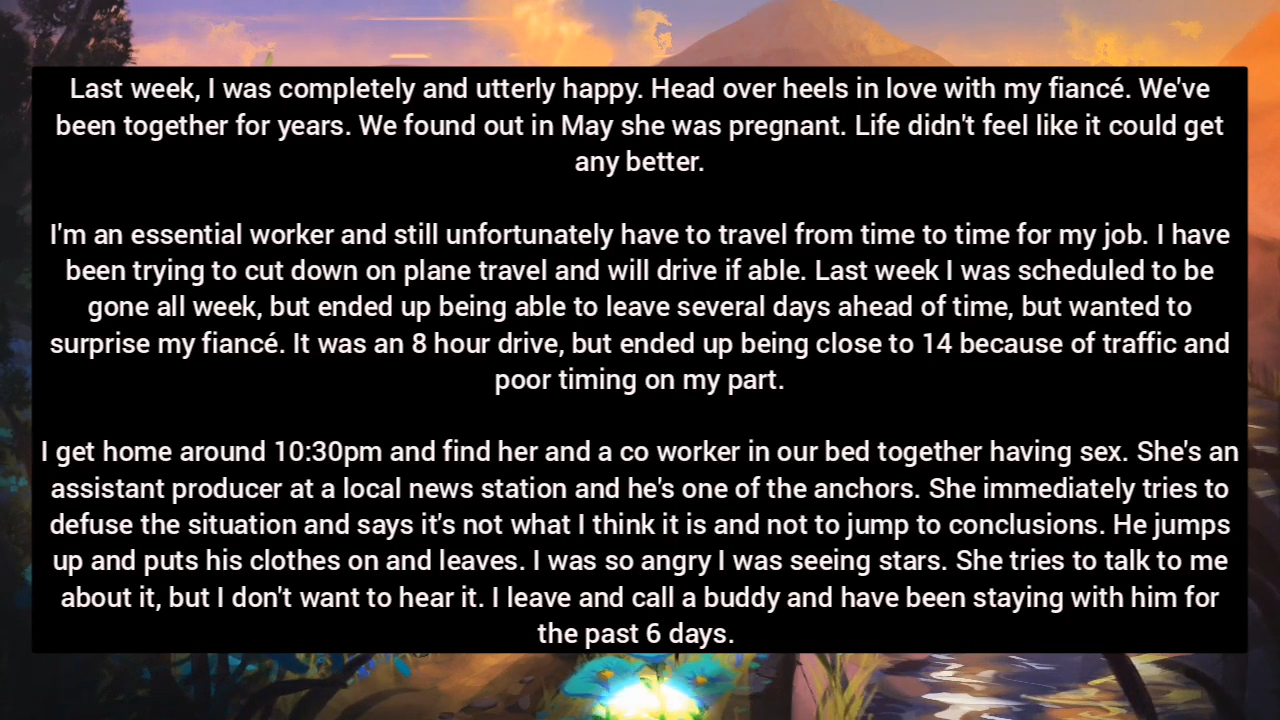 Last week, I was completely and utterly happy. Head over heels in love with my fiancé. We've
been together for years. We found out in May she was pregnant. Life didn't feel like it could get
any better.
I'm an essential worker and still unfortunately have to travel from time to time for my job. I have
been trying to cut down on plane travel and will drive if able. Last week I was scheduled to be
gone all week, but ended up being able to leave several days ahead of time, but wanted to
surprise my fiancé. It was an 8 hour drive, but ended up being close to 14 because of traffic and
poor timing on my part.
I get home around 10:30pm and find her and a co worker in our bed together having sex. She's an
assistant producer at a local news station and he's one of the anchors. She immediately tries to
defuse the situation and says it's not what I think it is and not to jump to conclusions. He jumps
up and puts his clothes on and leaves. I was so angry I was seeing stars. She tries to talk to me
about it, but I don't want to hear it. I leave and call a buddy and have been staying with him for
the past 6 days.